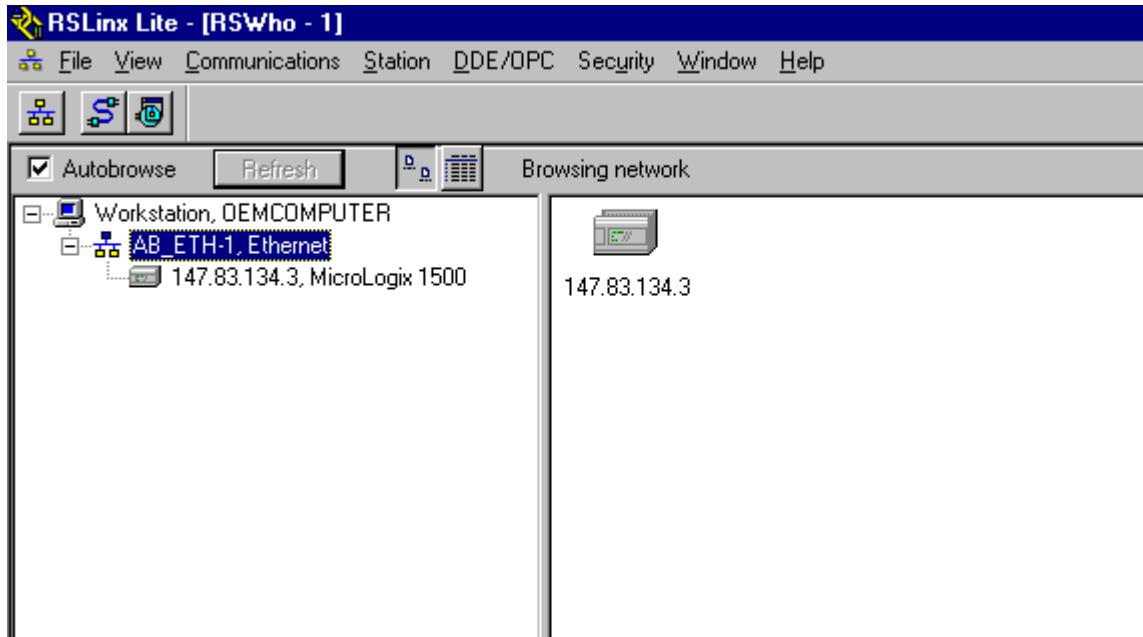 RSLinx Lite - [RSWho - 1]
File View Communications Station DDE/OPC Security Window Help
Autobrowse Refresh Browsing network
Workstation, OEMCOMPUTER
AB_ETH-1, Ethernet
147.83.134.3, MicroLogix 1500
147.83.134.3